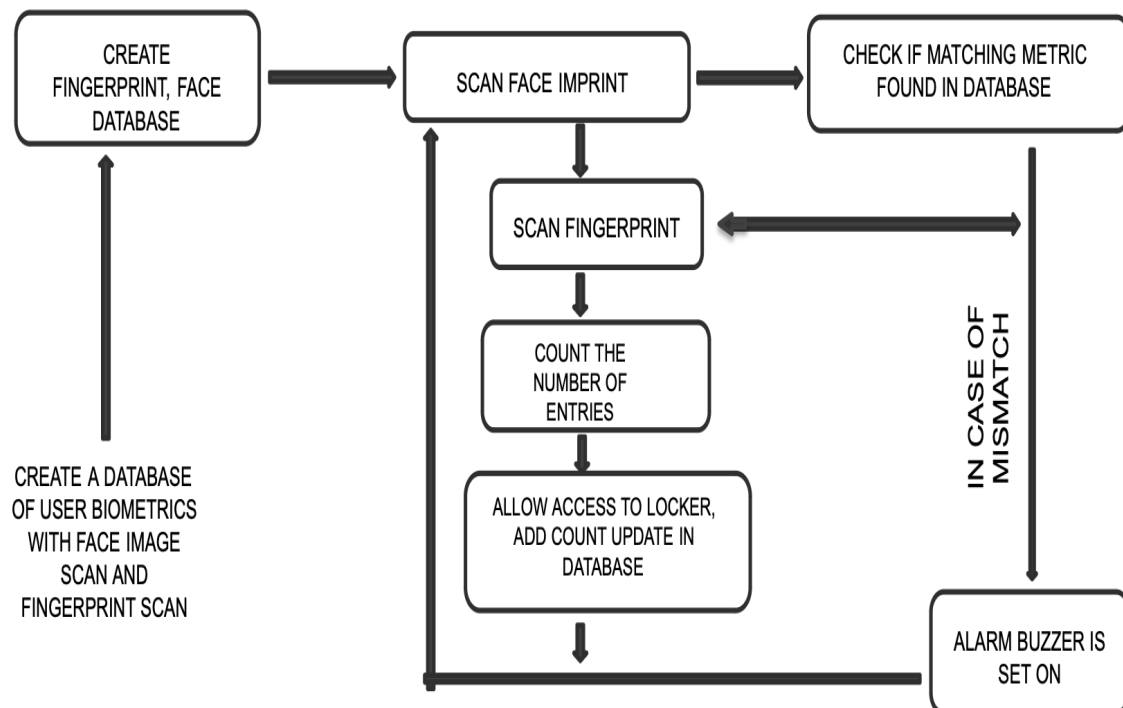 CREATE
FINGERPRINT, FACE
DATABASE
SCAN FACE IMPRINT
CHECK IF MATCHING METRIC
FOUND IN DATABASE
SCAN FINGERPRINT
COUNT THE
NUMBER OF
ENTRIES
IN CASE OF
MISMATCH
CREATE A DATABASE
OF USER BIOMETRICS
WITH FACE IMAGE
SCAN AND
FINGERPRINT SCAN
ALLOW ACCESS TO LOCKER,
ADD COUNT UPDATE IN
DATABASE
ALARM BUZZER IS
SET ON